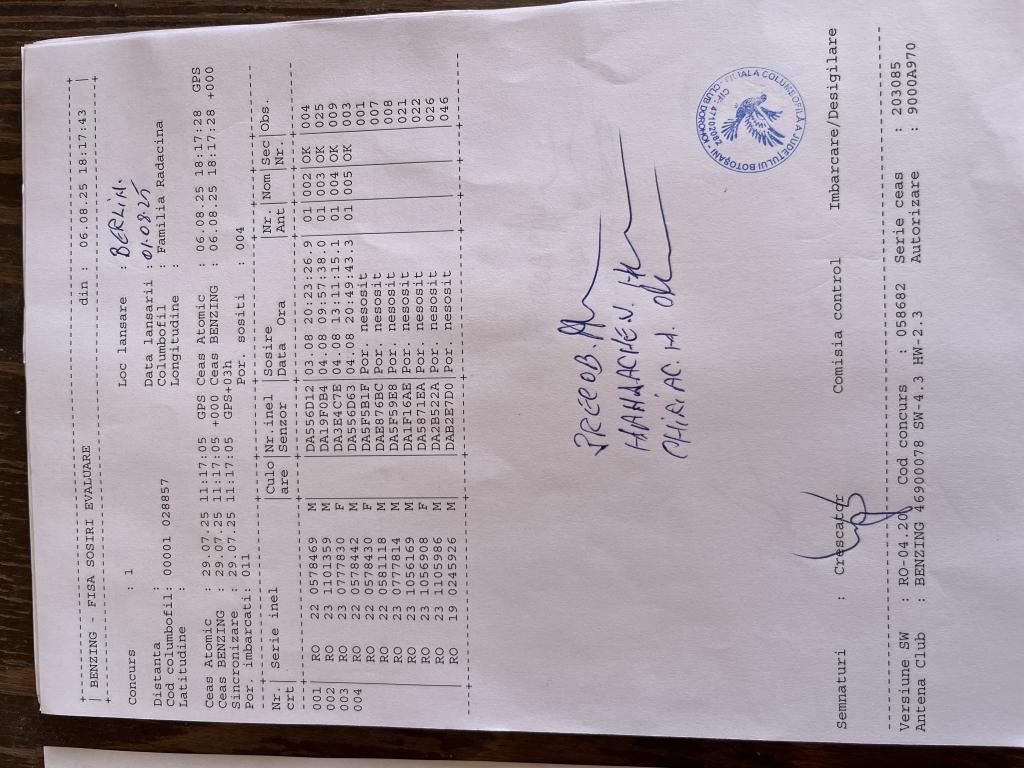 | BENZING - FISA SOSIRI EVALUARE din : 06.08.25 18:17:43 |
Concurs : 1 Loc lansare : BERLIN.
Distanta : Data lansarii : 01.08.25
Cod columbofil: 00001 028857 Columbofil : Familia Radacina
Latitudine : Longitudine :
Ceas Atomic : 29.07.25 11:17:05 GPS Ceas Atomic : 06.08.25 18:17:28 GPS
Ceas BENZING : 29.07.25 11:17:05 +000 Ceas BENZING : 06.08.25 18:17:28 +000
Sincronizare : 29.07.25 11:17:05 GPS+03h
Por. imbarcati: 011 Por. sositi : 004
Nr. | Serie inel |Culo|Nr.inel |Sosire |Nr.|Nom|Sec|Obs.
crt| |are |Senzor |Data Ora |Ant| |Nr.|
001 | RO 22 0578469 M | |DA556D12|03.08 20:23:26.9| 01|002|OK |004
002 | RO 23 1101359 M | |DA19F0B4|04.08 09:57:38.0| 01|003|OK |025
003 | RO 23 0777830 F | |DA3E4C7E|04.08 13:11:15.1| 01|004|OK |009
004 | RO 22 0578442 M | |DA556D63|04.08 20:49:43.3| 01|005|OK |003
| RO 22 0578430 F | |DA5F5B1F|Por. nesosit | | | |001
| RO 22 0581118 M | |DAE876BC|Por. nesosit | | | |007
| RO 23 0777814 M | |DA5F59E8|Por. nesosit | | | |008
| RO 23 1056169 M | |DA1F16AE|Por. nesosit | | | |021
| RO 23 1056908 F | |DA5871EA|Por. nesosit | | | |022
| RO 23 1105986 M | |DA2B522A|Por. nesosit | | | |026
| RO 19 0245926 M | |DAB2E7D0|Por. nesosit | | | |046
CHIRIAC. M.
FILIALA COLUMBOFILĂ A JUDEŢULUI BOTOŞANI
CLUB DOROHOI
Semnaturi : Crescator Comisia control Imbarcare/Desigilare
Versiune SW : RO-04.20 Cod concurs : 058682 Serie ceas : 203085
Antena Club : BENZING 46900078 SW-4.3 HW-2.3 Autorizare : 9000A970